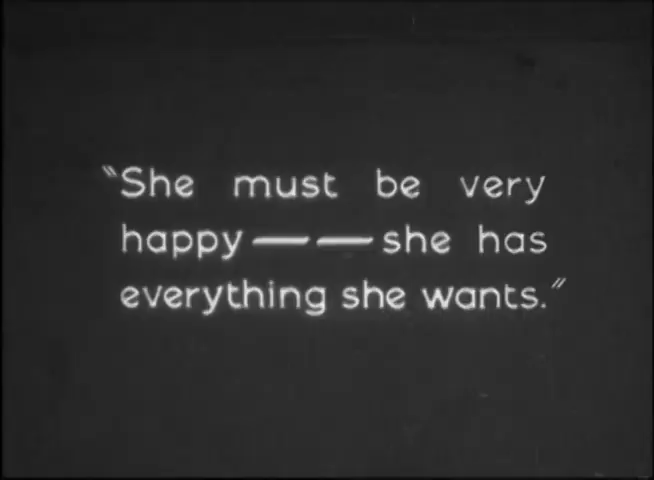 "She must be very
happy — — she has
everything she wants."